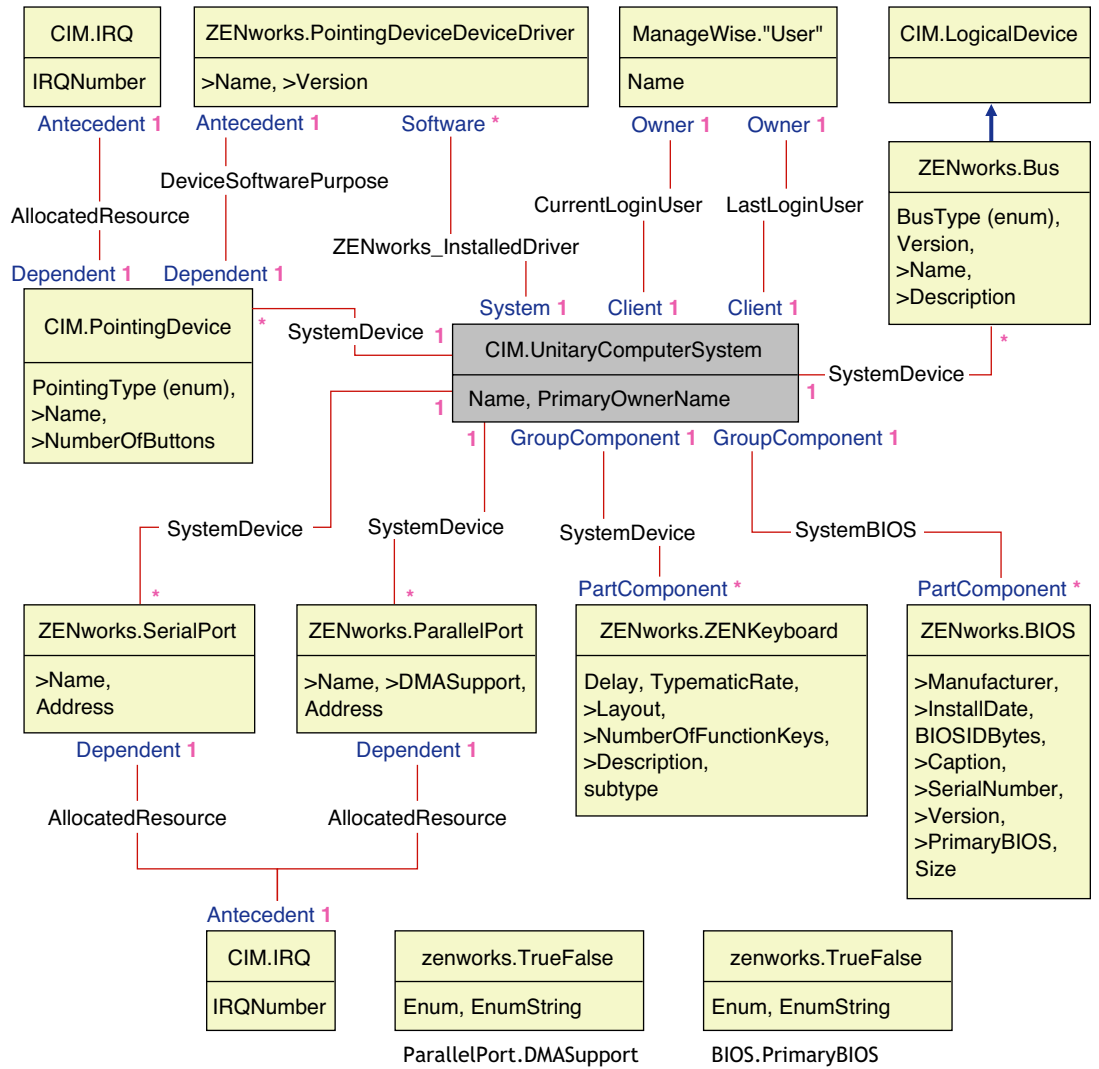 CIM.IRQ
IRQNumber
ZENworks.PointingDeviceDeviceDriver
>Name, >Version
ManageWise."User"
Name
CIM.LogicalDevice
Antecedent 1
Antecedent 1
Software *
Owner 1
Owner 1
DeviceSoftwarePurpose
AllocatedResource
ZENworks_InstalledDriver
CurrentLoginUser
LastLoginUser
ZENworks.Bus
BusType (enum),
Version,
>Name,
>Description
*
Dependent 1
Dependent 1
System 1
Client 1
Client 1
CIM.PointingDevice
PointingType (enum),
>Name,
>NumberOfButtons
*
SystemDevice
1
CIM.UnitaryComputerSystem
Name, PrimaryOwnerName
SystemDevice
1
1
1
GroupComponent 1
GroupComponent 1
SystemDevice
SystemDevice
SystemDevice
SystemBIOS
*
*
PartComponent *
PartComponent *
ZENworks.SerialPort
>Name,
Address
ZENworks.ParallelPort
>Name, >DMASupport,
Address
ZENworks.ZENKeyboard
Delay, TypematicRate,
>Layout,
>NumberOfFunctionKeys,
>Description,
subtype
ZENworks.BIOS
>Manufacturer,
>InstallDate,
BIOSIDBytes,
>Caption,
>SerialNumber,
>Version,
>PrimaryBIOS,
Size
Dependent 1
Dependent 1
AllocatedResource
AllocatedResource
Antecedent 1
CIM.IRQ
IRQNumber
zenworks.TrueFalse
Enum, EnumString
ParallelPort.DMASupport
zenworks.TrueFalse
Enum, EnumString
BIOS.PrimaryBIOS